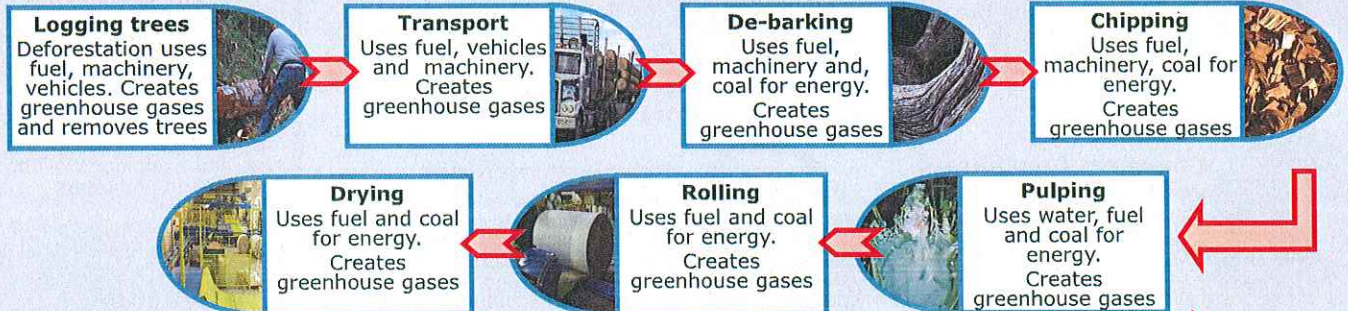 Logging trees
Deforestation uses
fuel, machinery,
vehicles. Creates
greenhouse gases
and removes trees
Transport
Uses fuel, vehicles
and machinery.
Creates
greenhouse gases
De-barking
Uses fuel,
machinery and,
coal for energy.
Creates
greenhouse gases
Chipping
Uses fuel,
machinery, coal for
energy.
Creates
greenhouse gases
Pulping
Uses water, fuel
and coal for
energy.
Creates
greenhouse gases
Rolling
Uses fuel and coal
for energy.
Creates
greenhouse gases
Drying
Uses fuel and coal
for energy.
Creates
greenhouse gases